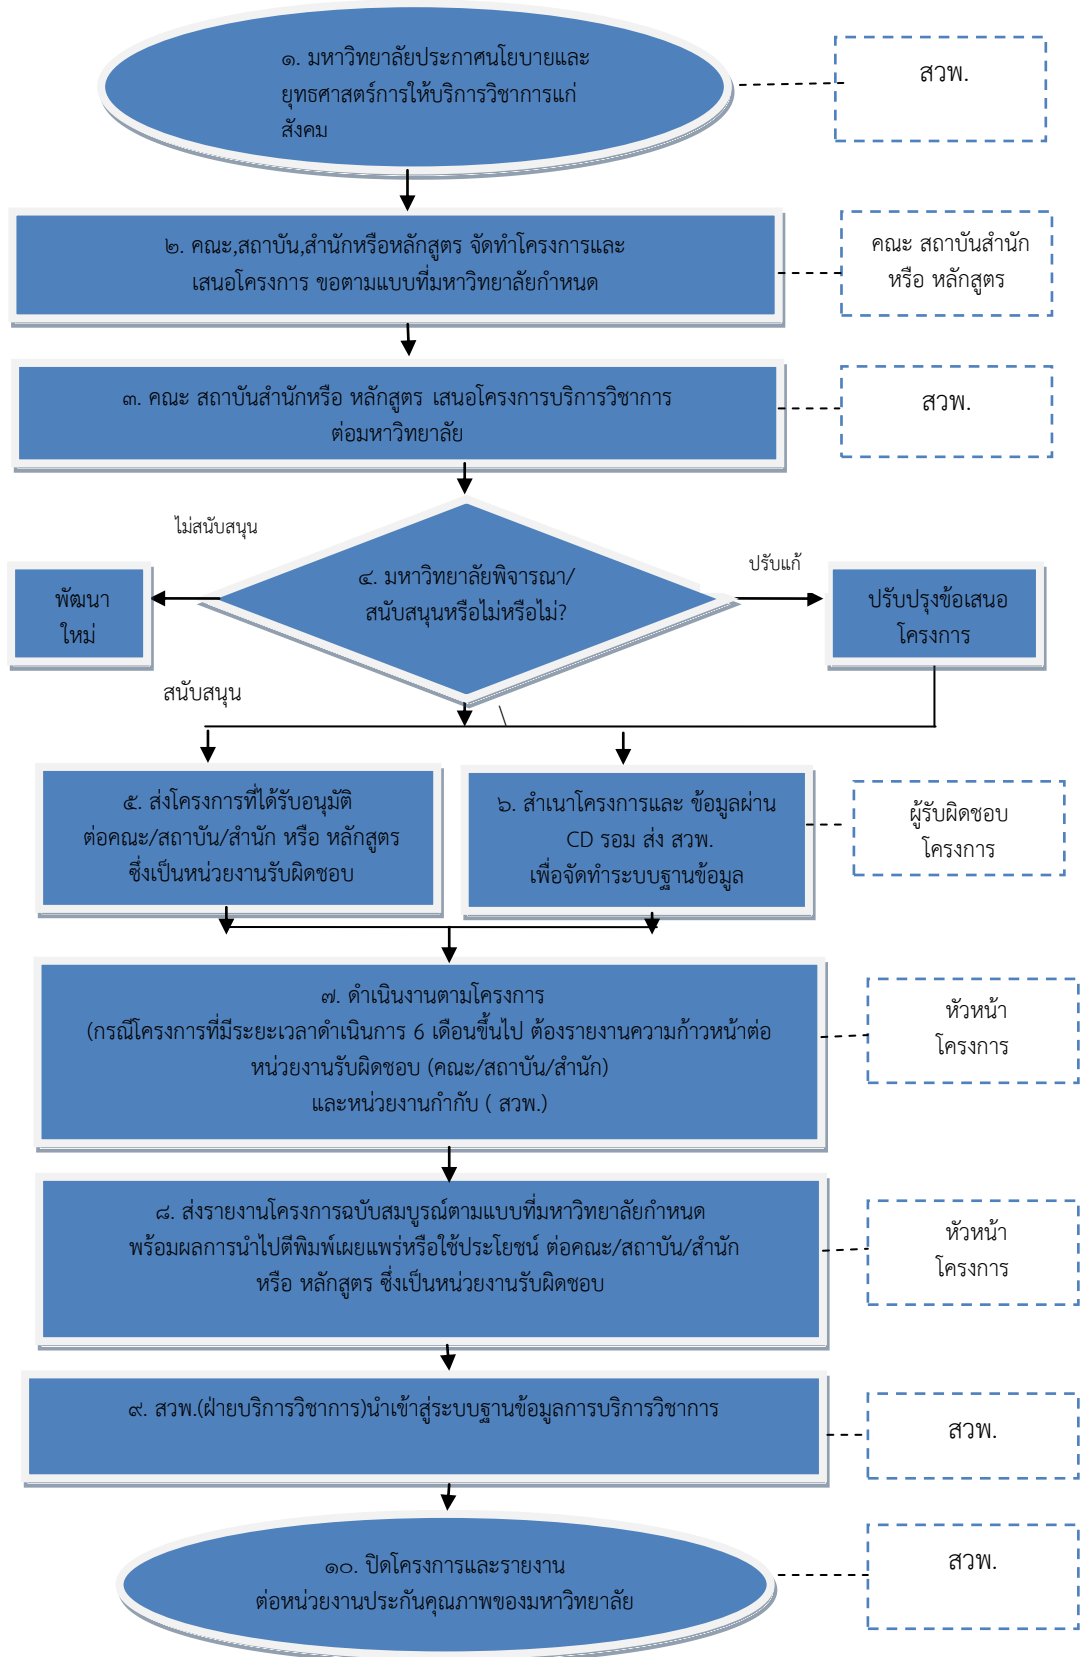 ๑. มหาวิทยาลัยประกาศนโยบายและ
ยุทธศาสตร์การให้บริการวิชาการแก่
สังคม
สวพ.
๒. คณะ,สถาบัน,สำนักหรือหลักสูตร จัดทำโครงการและ
เสนอโครงการ ขอตามแบบที่มหาวิทยาลัยกำหนด
คณะ สถาบันสำนัก
หรือ หลักสูตร
๓. คณะ สถาบันสำนักหรือ หลักสูตร เสนอโครงการบริการวิชาการ
ต่อมหาวิทยาลัย
สวพ.
ไม่สนับสนุน
ปรับแก้
๔. มหาวิทยาลัยพิจารณา/
สนับสนุนหรือไม่หรือไม่?
พัฒนา
ใหม่
ปรับปรุงข้อเสนอ
โครงการ
สนับสนุน
๕. ส่งโครงการที่ได้รับอนุมัติ
ต่อคณะ/สถาบัน/สำนัก หรือ หลักสูตร
ซึ่งเป็นหน่วยงานรับผิดชอบ
๖. สำเนาโครงการและ ข้อมูลผ่าน
CD รอม ส่ง สวพ.
เพื่อจัดทำระบบฐานข้อมูล
ผู้รับผิดชอบ
โครงการ
๗. ดำเนินงานตามโครงการ
(กรณีโครงการที่มีระยะเวลาดำเนินการ 6 เดือนขึ้นไป ต้องรายงานความก้าวหน้าต่อ
หน่วยงานรับผิดชอบ (คณะ/สถาบัน/สำนัก)
และหน่วยงานกำกับ ( สวพ.)
หัวหน้า
โครงการ
๘. ส่งรายงานโครงการฉบับสมบูรณ์ตามแบบที่มหาวิทยาลัยกำหนด
พร้อมผลการนำไปตีพิมพ์เผยแพร่หรือใช้ประโยชน์ ต่อคณะ/สถาบัน/สำนัก
หรือ หลักสูตร ซึ่งเป็นหน่วยงานรับผิดชอบ
หัวหน้า
โครงการ
๙. สวพ.(ฝ่ายบริการวิชาการ)นำเข้าสู่ระบบฐานข้อมูลการบริการวิชาการ
สวพ.
๑๐. ปิดโครงการและรายงาน
ต่อหน่วยงานประกันคุณภาพของมหาวิทยาลัย
สวพ.